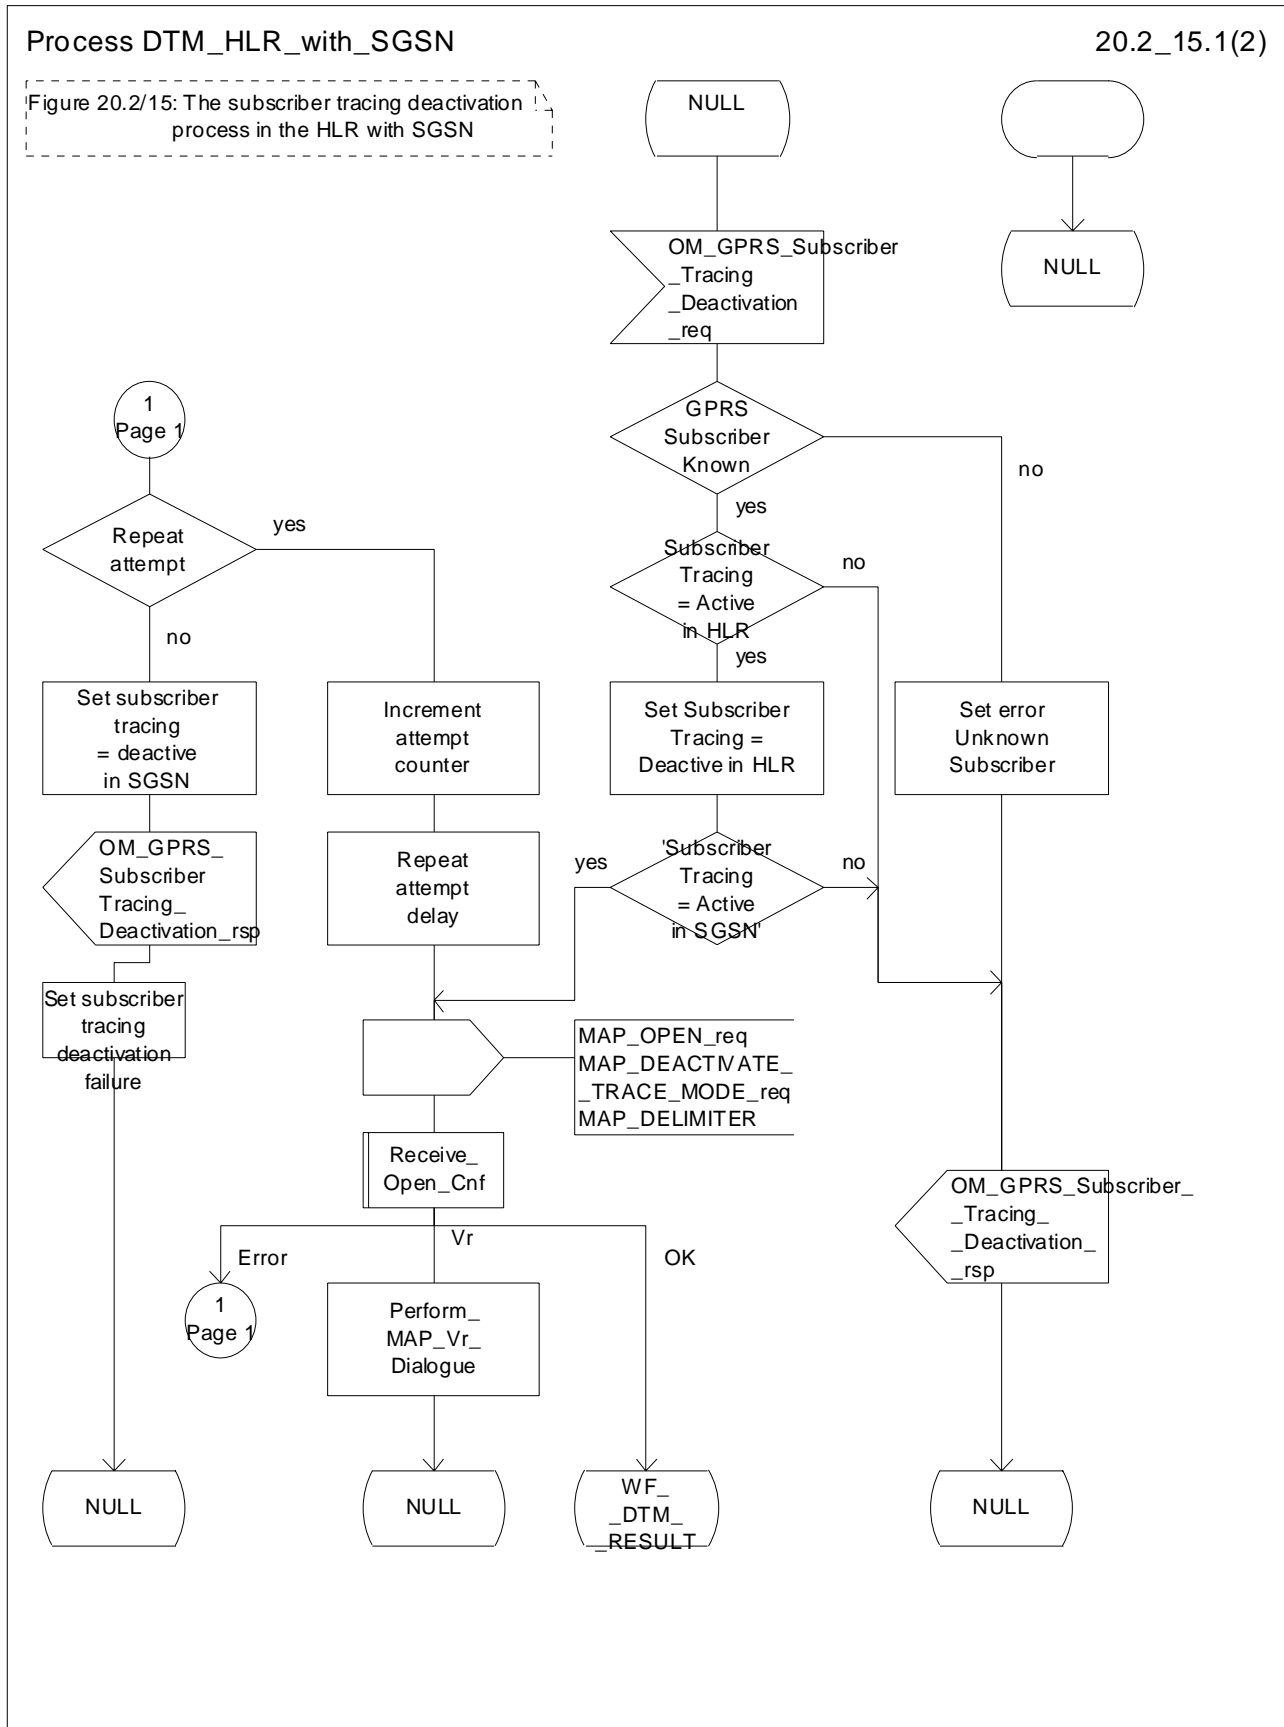 Process DTM_HLR_with_SGSN
20.2_15.1(2)
Figure 20.2/15: The subscriber tracing deactivation
process in the HLR with SGSN
NULL
NULL
OM_GPRS_Subscriber
_Tracing
_Deactivation
_req
GPRS
Subscriber
Known
no
yes
Subscriber
Tracing
= Active
in HLR
no
yes
Set Subscriber
Tracing =
Deactive in HLR
Set error
Unknown
Subscriber
'Subscriber
Tracing
= Active
in SGSN'
yes
no
1
Page 1
Repeat
attempt
yes
no
Set subscriber
tracing
= deactive
in SGSN
Increment
attempt
counter
OM_GPRS_
Subscriber
Tracing_
Deactivation_rsp
Repeat
attempt
delay
Set subscriber
tracing
deactivation
failure
MAP_OPEN_req
MAP_DEACTIVATE_
_TRACE_MODE_req
MAP_DELIMITER
Receive_
Open_Cnf
Error
Vr
OK
1
Page 1
Perform_
MAP_Vr_
Dialogue
OM_GPRS_Subscriber_
_Tracing_
_Deactivation_
_rsp
NULL
NULL
WF_
_DTM_
_RESULT
NULL